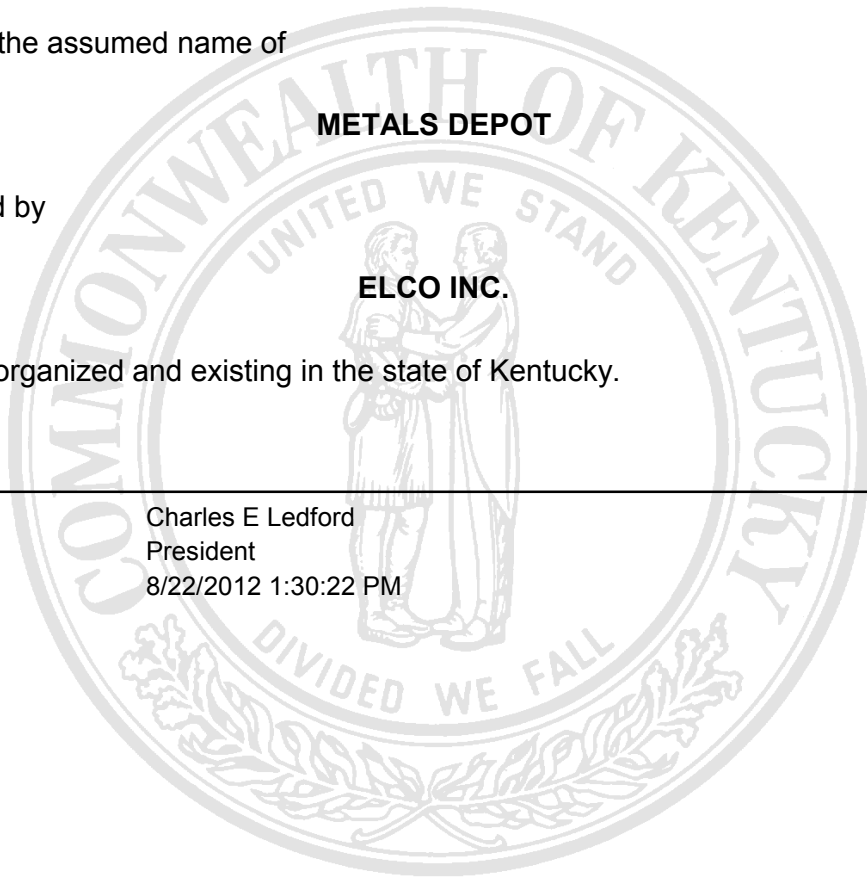 the assumed name of
METALS DEPOT
d by
ELCO INC.
organized and existing in the state of Kentucky.
Charles E Ledford
President
8/22/2012 1:30:22 PM
COMMONWEALTH OF KENTUCKY
UNITED WE STAND
DIVIDED WE FALL